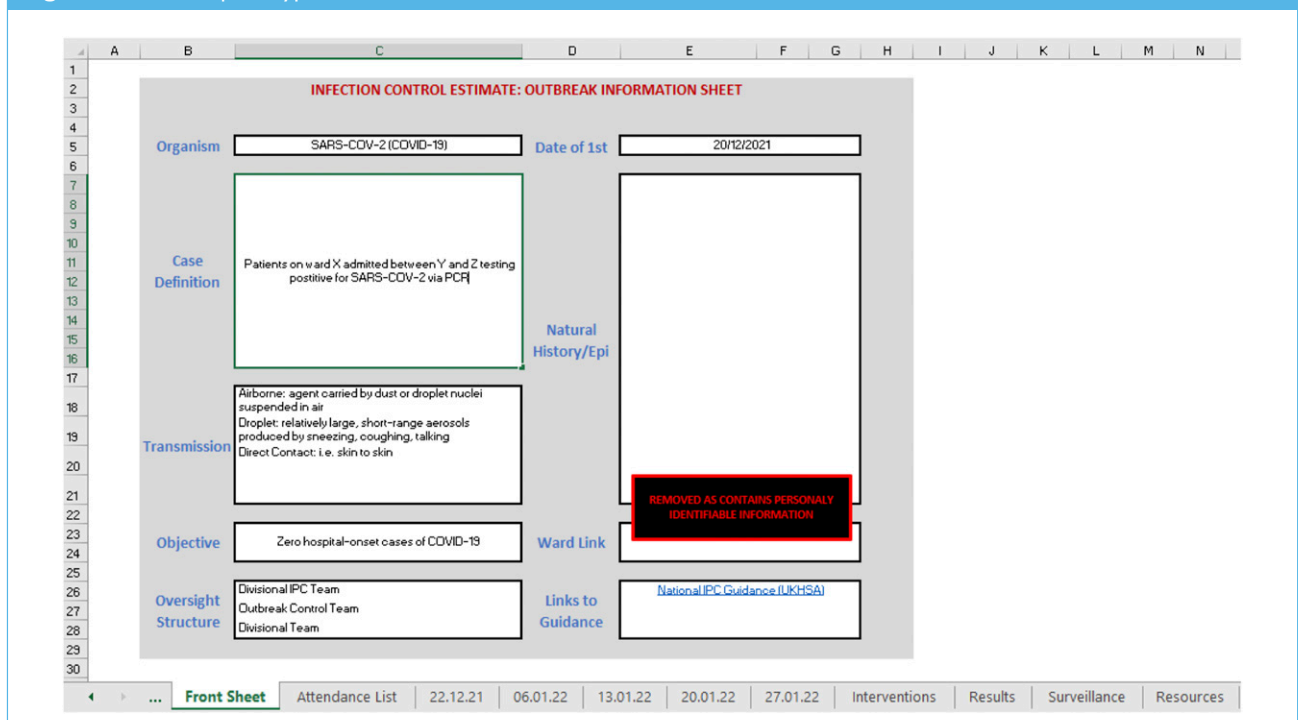 A B C D E F G H I J K L M N
1
2
3
4
5
6
7
8
9
10
11
12
13
14
15
16
17
18
19
20
21
22
23
24
25
26
27
28
29
30
INFECTION CONTROL ESTIMATE: OUTBREAK INFORMATION SHEET
Organism
SARS-COV-2 (COVID-19)
Date of 1st
20/12/2021
Case
Definition
Patients on ward X admitted between Y and Z testing
postitive for SARS-COV-2 via PCR
Natural
History/Epi
Transmission
Airborne: agent carried by dust or droplet nuclei
suspended in air
Droplet: relatively large, short-range aerosols
produced by sneezing, coughing, talking
Direct Contact: i.e. skin to skin
REMOVED AS CONTAINS PERSONALY
IDENTIFIABLE INFORMATION
Objective
Zero hospital-onset cases of COVID-19
Ward Link
Oversight
Structure
Divisional IPC Team
Outbreak Control Team
Divisional Team
Links to
Guidance
National IPC Guidance (UKHSA)
... Front Sheet Attendance List 22.12.21 06.01.22 13.01.22 20.01.22 27.01.22 Interventions Results Surveillance Resources